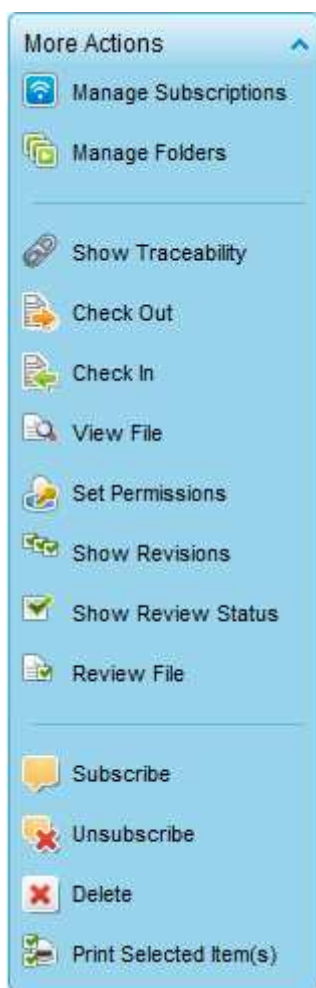 More Actions
Manage Subscriptions
Manage Folders
Show Traceability
Check Out
Check In
View File
Set Permissions
Show Revisions
Show Review Status
Review File
Subscribe
Unsubscribe
Delete
Print Selected Item(s)